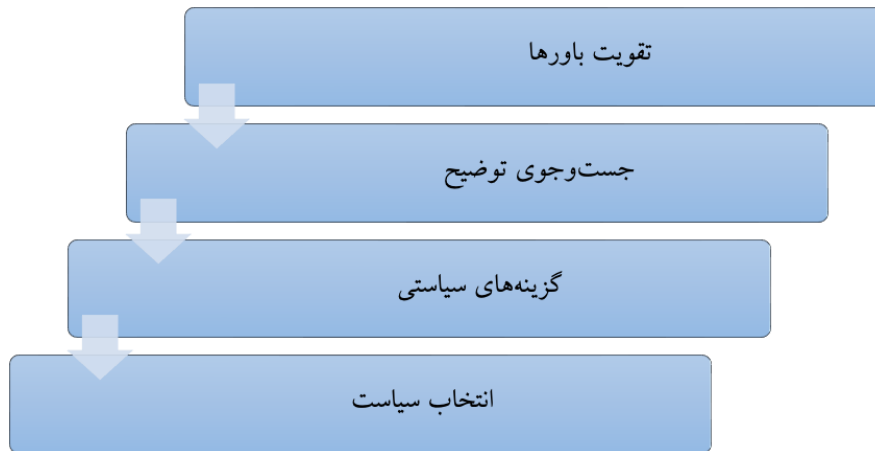 تقویت باورها
جست‌وجوی توضیح
گزینه‌های سیاستی
انتخاب سیاست